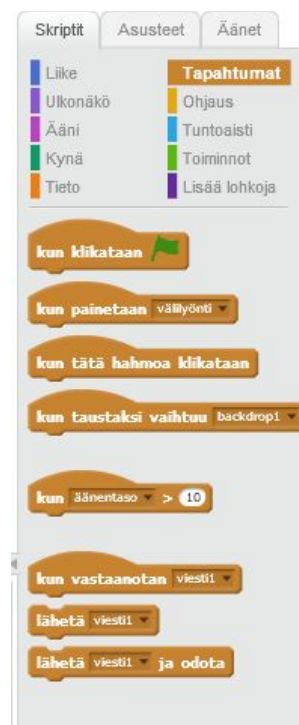 Skriptit Asusteet Äänet
Liike Tapahtumat
Ulkonäkö Ohjaus
Ääni Tuntoaisti
Kynä Toiminnot
Tieto Lisää lohkoja
kun klikataan
kun painetaan välilyönti
kun tätä hahmoa klikataan
kun taustaksi vaihtuu backdrop1
kun äänentaso > 10
kun vastaanotan viesti1
lähetä viesti1
lähetä viesti1 ja odota